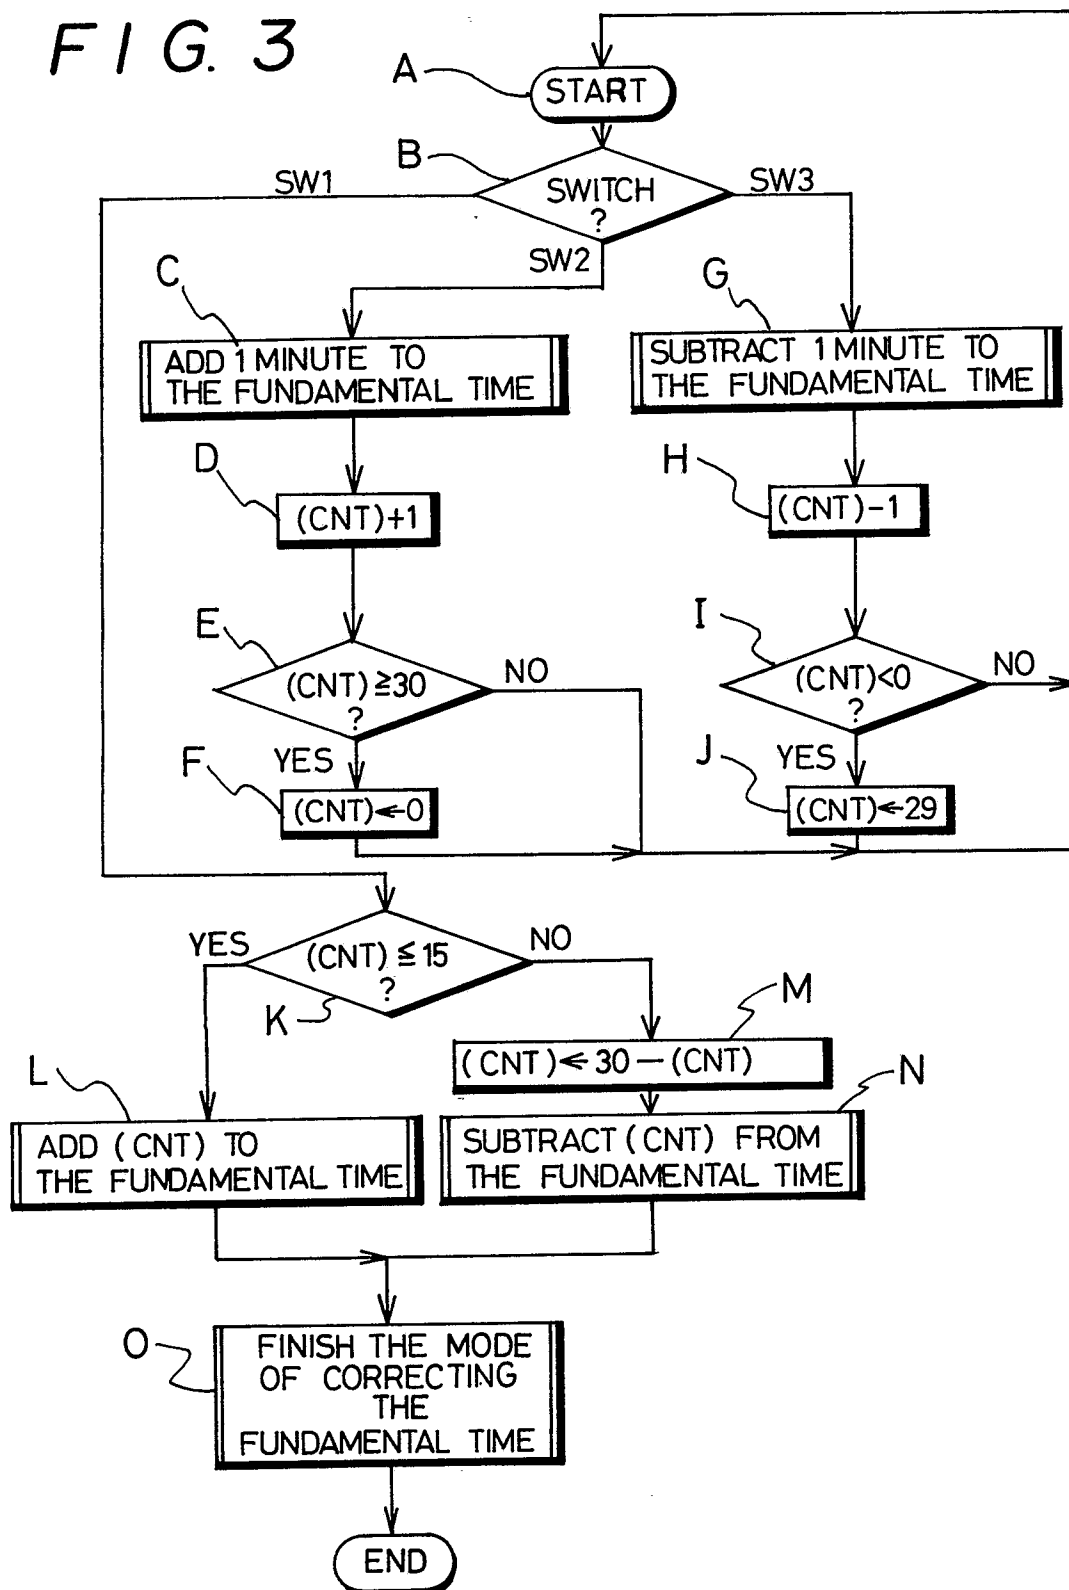 FIG. 3
A
START
B
SWITCH
?
SW1
SW3
SW2
C
G
ADD 1 MINUTE TO
THE FUNDAMENTAL TIME
SUBTRACT 1 MINUTE TO
THE FUNDAMENTAL TIME
D
H
(CNT)+1
(CNT)-1
E
I
(CNT)≧30
?
NO
(CNT)<0
?
NO
F
YES
J
YES
(CNT)←0
(CNT)←29
YES
(CNT)≦15
?
NO
K
M
(CNT)←30-(CNT)
L
N
ADD (CNT) TO
THE FUNDAMENTAL TIME
SUBTRACT (CNT) FROM
THE FUNDAMENTAL TIME
O
FINISH THE MODE
OF CORRECTING
THE
FUNDAMENTAL TIME
END